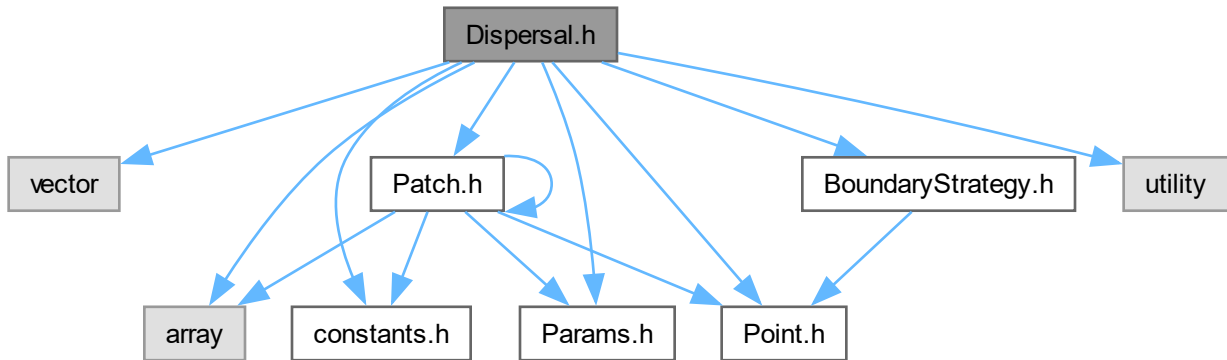 Dispersal.h
vector
Patch.h
BoundaryStrategy.h
utility
array
constants.h
Params.h
Point.h